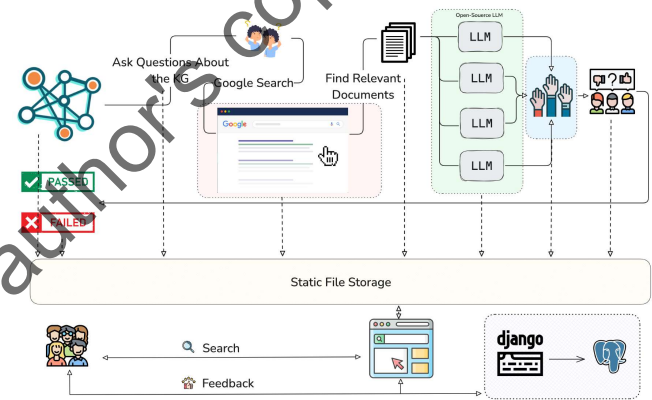 Open-Souerce LLM
LLM
Ask Questions About
the KG
Google Search
Find Relevant
Documents
LLM
Google
LLM
LLM
PASSED
FAILED
author's co
Static File Storage
django
Search
Feedback